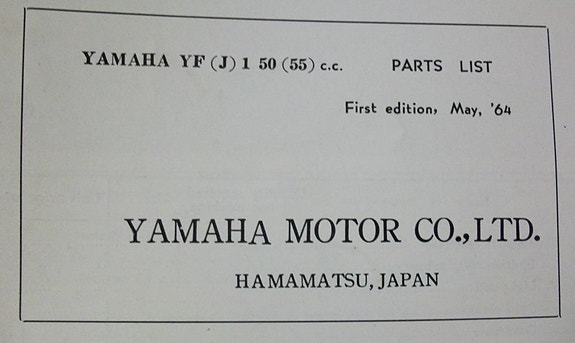 YAMAHA YF (J) 1 50 (55) c.c. PARTS LIST
First edition, May, '64
YAMAHA MOTOR CO.,LTD.
HAMAMATSU, JAPAN